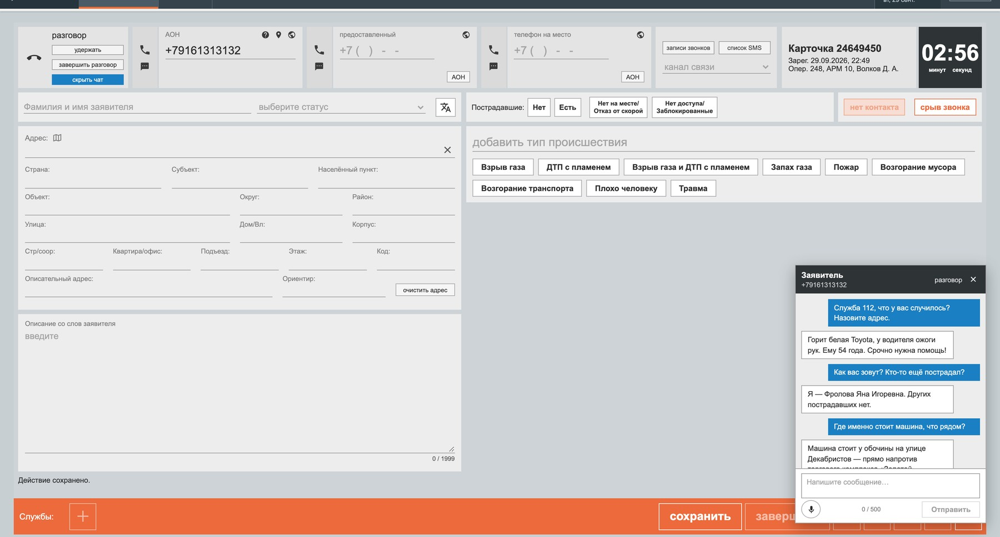 вт, 29 сент.
разговор
удержать
завершить разговор
скрыть чат
АОН
+79161313132
предоставленный
+7 ( ) - -
АОН
телефон на место
+7 ( ) - -
АОН
записи звонков
список SMS
канал связи
Карточка 24649450
Зарег. 29.09.2026, 22:49
Опер. 248, АРМ 10, Волков Д. А.
02:56
минут секунд
Фамилия и имя заявителя
выберите статус
Пострадавшие:
Нет
Есть
Нет на месте/
Отказ от скорой
Нет доступа/
Заблокированные
нет контакта
срыв звонка
Адрес:
Страна:
Субъект:
Населённый пункт:
Объект:
Округ:
Район:
Улица:
Дом/Вл:
Корпус:
Стр/соор:
Квартира/офис:
Подъезд:
Этаж:
Код:
Описательный адрес:
Ориентир:
очистить адрес
добавить тип происшествия
Взрыв газа
ДТП с пламенем
Взрыв газа и ДТП с пламенем
Запах газа
Пожар
Возгорание мусора
Возгорание транспорта
Плохо человеку
Травма
Описание со слов заявителя
введите
0 / 1999
Действие сохранено.
Заявитель
+79161313132
разговор
Служба 112, что у вас случилось?
Назовите адрес.
Горит белая Toyota, у водителя ожоги
рук. Ему 54 года. Срочно нужна помощь!
Как вас зовут? Кто-то ещё пострадал?
Я — Фролова Яна Игоревна. Других
пострадавших нет.
Где именно стоит машина, что рядом?
Машина стоит у обочины на улице
Декабристов — прямо напротив
торгового комплекса «Золотой
Напишите сообщение...
0 / 500
Отправить
Службы:
сохранить
заверш